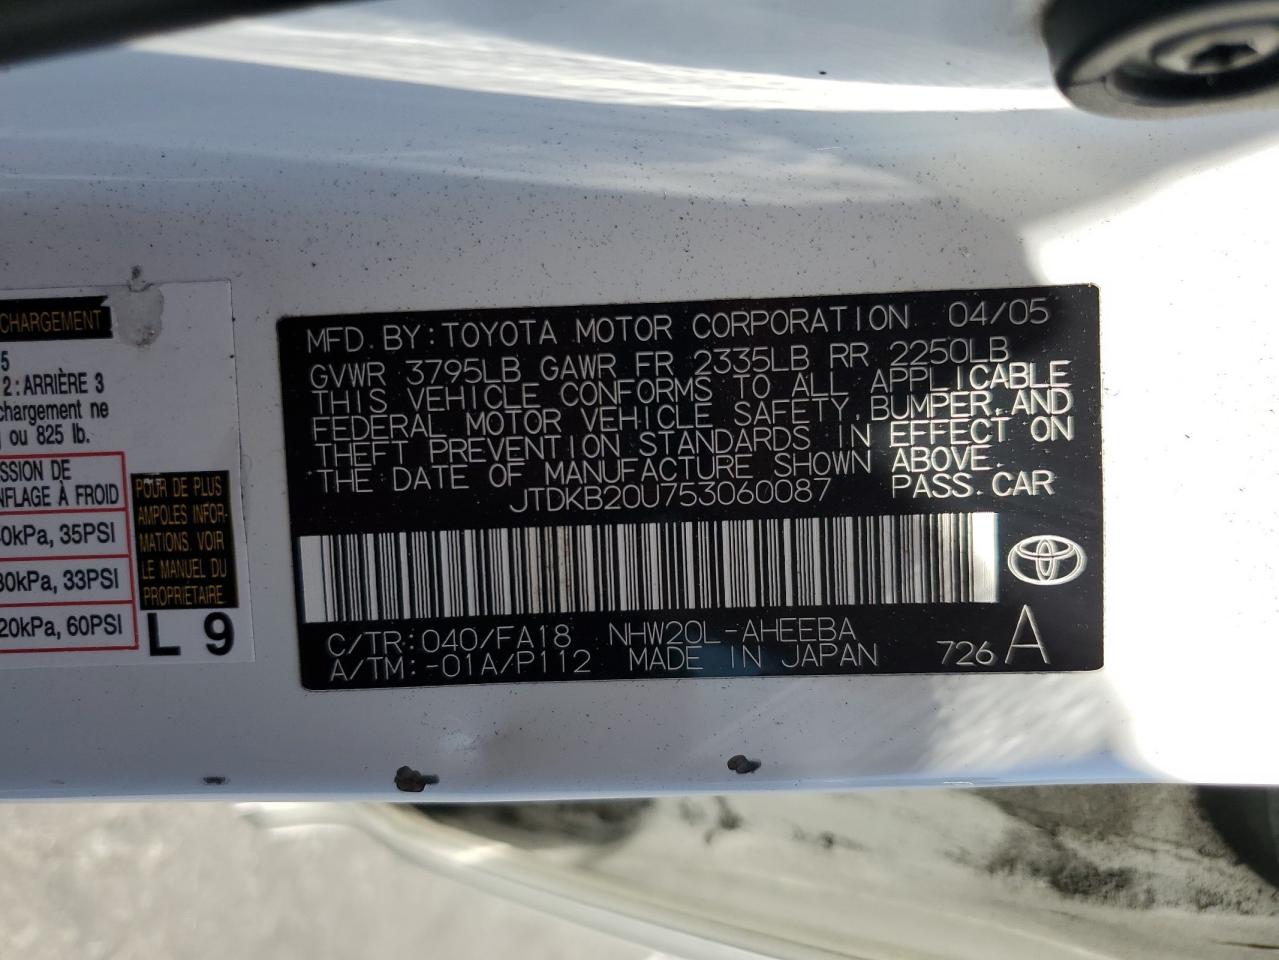 CHARGEMENT
5
2:ARRIÈRE 3
chargement ne
ou 825 lb.
SSION DE
NFLAGE À FROID
0kPa, 35PSI
30kPa, 33PSI
20kPa, 60PSI
POUR DE PLUS
AMPLES INFOR-
MATIONS, VOIR
LE MANUEL DU
PROPRIÉTAIRE
L 9
MFD. BY: TOYOTA MOTOR CORPORATION 04/05
GVWR 3795LB GAWR FR 2335LB RR 2250LB
THIS VEHICLE CONFORMS TO ALL APPLICABLE
FEDERAL MOTOR VEHICLE SAFETY, BUMPER, AND
THEFT PREVENTION STANDARDS IN EFFECT ON
THE DATE OF MANUFACTURE SHOWN ABOVE.
JTDKB20U753060087 PASS. CAR
C/TR: 040/FA18 NHW20L-AHEEBA
A/TM: -01A/P112 MADE IN JAPAN 726 A